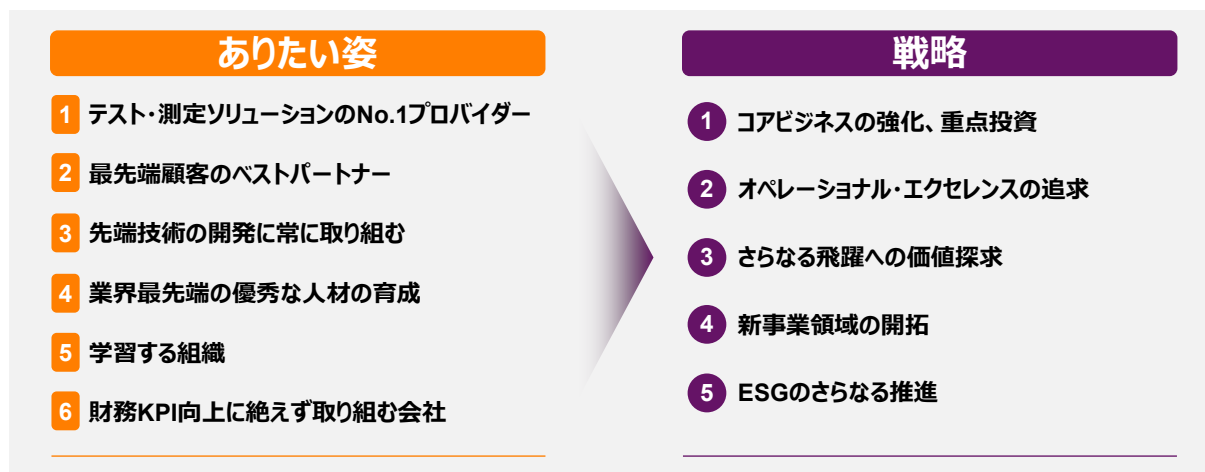 ありたい姿
1 テスト・測定ソリューションのNo.1プロバイダー
2 最先端顧客のベストパートナー
3 先端技術の開発に常に取り組む
4 業界最先端の優秀な人材の育成
5 学習する組織
6 財務KPI向上に絶えず取り組む会社
戦略
1 コアビジネスの強化、重点投資
2 オペレーショナル・エクセレンスの追求
3 さらなる飛躍への価値探求
4 新事業領域の開拓
5 ESGのさらなる推進